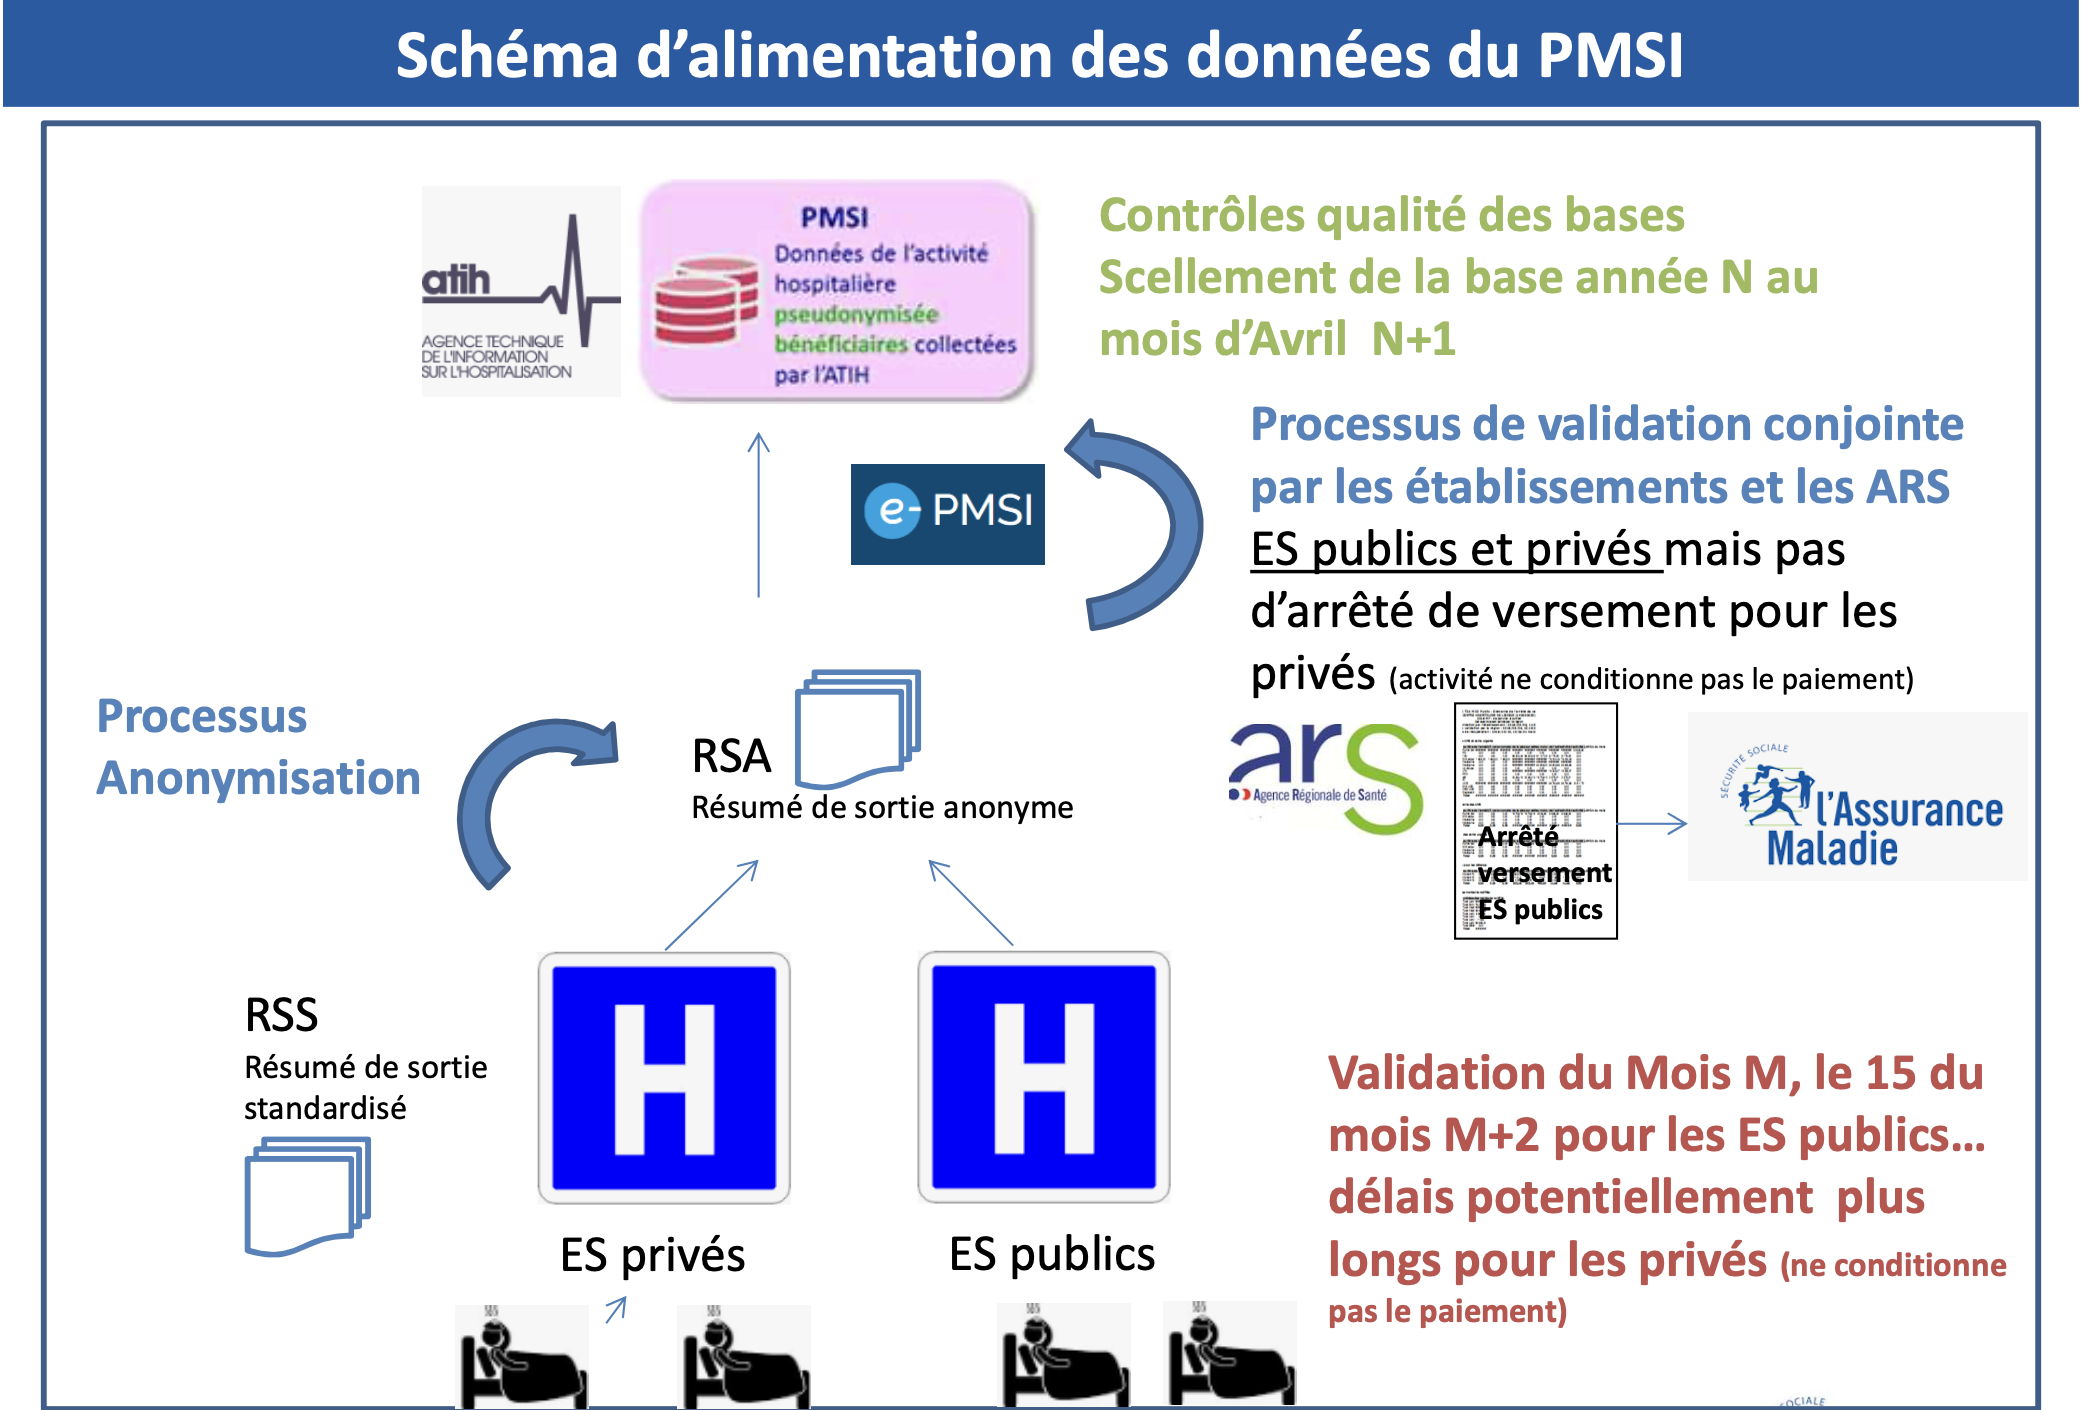 Schéma d’alimentation des données du PMSI
atih
AGENCE TECHNIQUE
DE L'INFORMATION
SUR L'HOSPITALISATION
PMSI
Données de l’activité
hospitalière
pseudonymisée
bénéficiaires collectées
par l’ATIH
Contrôles qualité des bases
Scellement de la base année N au
mois d’Avril N+1
e- PMSI
Processus de validation conjointe
par les établissements et les ARS
ES publics et privés mais pas
d’arrêté de versement pour les
privés (activité ne conditionne pas le paiement)
Processus
Anonymisation
RSA
Résumé de sortie anonyme
ars
Agence Régionale de Santé
Arrêté
versement
ES publics
SÉCURITÉ SOCIALE
l’Assurance
Maladie
RSS
Résumé de sortie
standardisé
H
H
ES privés
ES publics
Validation du Mois M, le 15 du
mois M+2 pour les ES publics…
délais potentiellement plus
longs pour les privés (ne conditionne
pas le paiement)
OCIALE